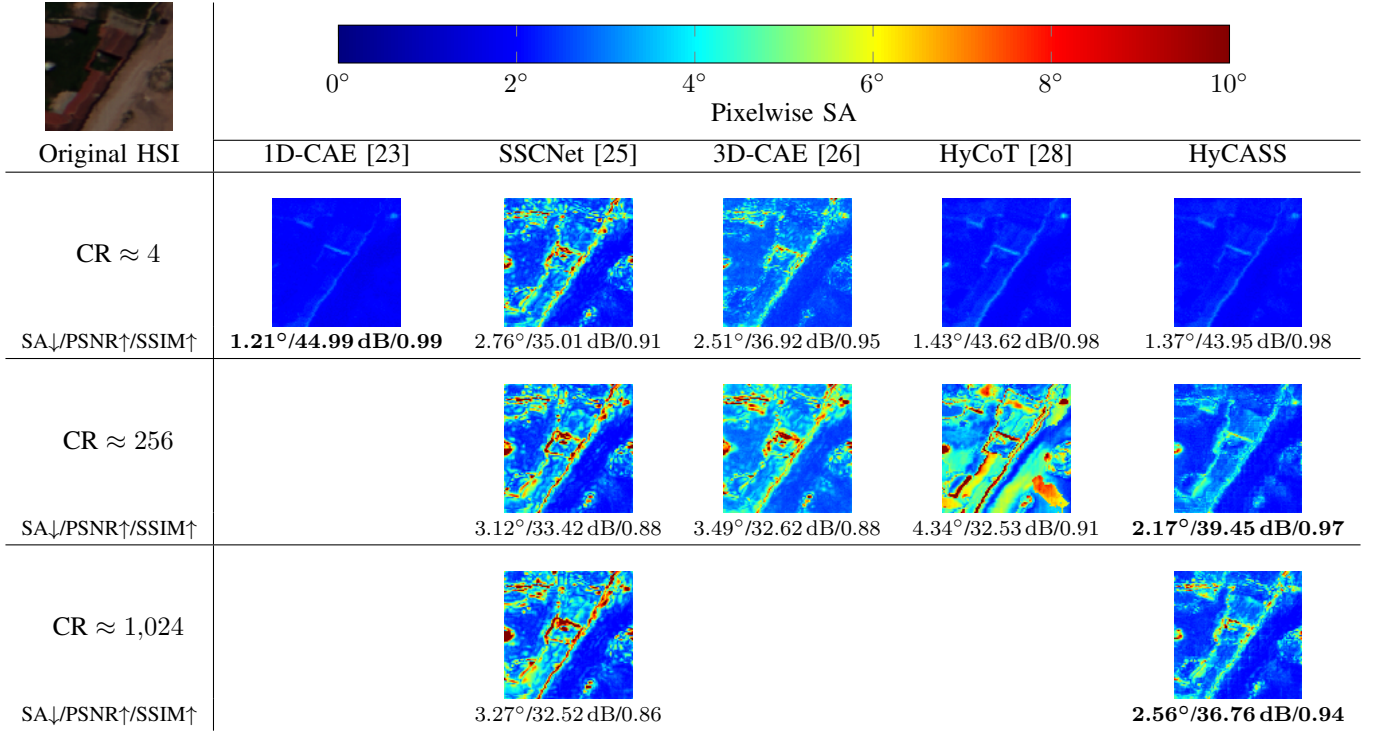 0° 2° 4° 6° 8° 10°
Pixelwise SA
Original HSI 1D-CAE [23] SSCNet [25] 3D-CAE [26] HyCoT [28] HyCASS
CR ≈ 4
SA↓/PSNR↑/SSIM↑ 1.21°/44.99 dB/0.99 2.76°/35.01 dB/0.91 2.51°/36.92 dB/0.95 1.43°/43.62 dB/0.98 1.37°/43.95 dB/0.98
CR ≈ 256
SA↓/PSNR↑/SSIM↑ 3.12°/33.42 dB/0.88 3.49°/32.62 dB/0.88 4.34°/32.53 dB/0.91 2.17°/39.45 dB/0.97
CR ≈ 1,024
SA↓/PSNR↑/SSIM↑ 3.27°/32.52 dB/0.86 2.56°/36.76 dB/0.94